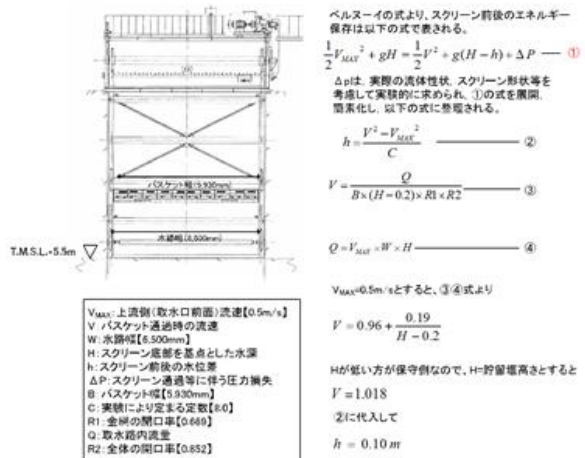 バスケット幅(5,930mm)
水路幅(6,500mm)
T.M.S.L.-5.5m
V_MAX: 上流側(取水口前面)流速【0.5m/s】
V: バスケット通過時の流速
W: 水路幅【6,500mm】
H: スクリーン底部を基点とした水深
h: スクリーン前後の水位差
ΔP: スクリーン通過等に伴う圧力損失
B: バスケット幅【5,930mm】
C: 実験により定まる定数【8.0】
R1: 金網の開口率【0.669】
Q: 取水路内流量
R2: 全体の開口率【0.852】
ベルヌーイの式より、スクリーン前後のエネルギー
保存は以下の式で表される。
1/2 V_MAX² + gH = 1/2 V² + g(H−h) + ΔP ― ①
Δpは、実際の流体性状、スクリーン形状等を
考慮して実験的に求められ、①の式を展開、
簡素化し、以下の式に整理される。
h = (V² − V_MAX²) / C ― ②
V = Q / (B×(H−0.2)×R1×R2) ― ③
Q = V_MAX×W×H ― ④
V_MAX=0.5m/sとすると、③④式より
V = 0.96 + 0.19 / (H−0.2)
Hが低い方が保守側なので、H=貯留堰高さとすると
V = 1.018
②に代入して
h = 0.10 m